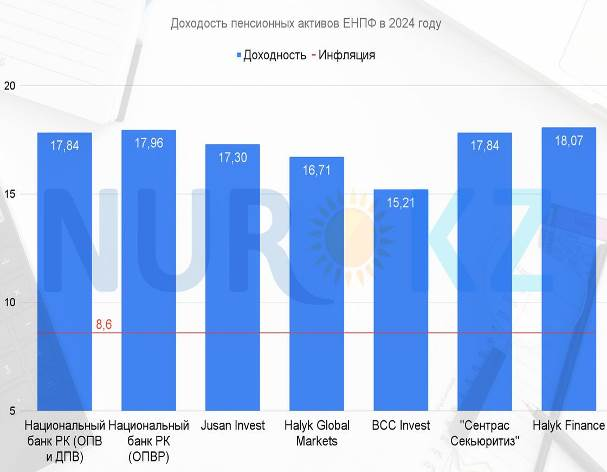 Доходость пенсионных активов ЕНПФ в 2024 году
Доходность Инфляция
20
15
10
5
17,84
17,96
17,30
16,71
15,21
17,84
18,07
8,6
NUR KZ
Национальный
банк РК (ОПВ
и ДПВ)
Национальный
банк РК
(ОПВР)
Jusan Invest
Halyk Global
Markets
BCC Invest
"Сентрас
Секьюритиз"
Halyk Finance